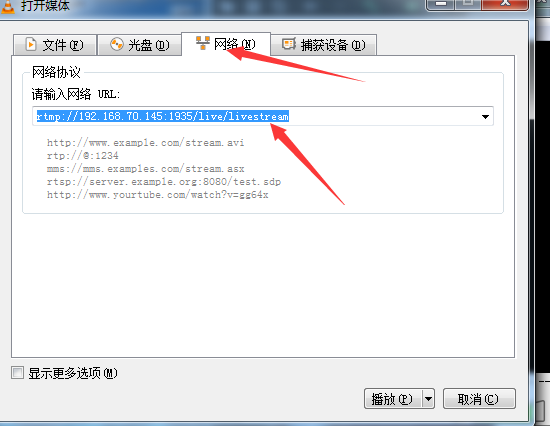 打开媒体
文件(F) 光盘(D) 网络(N) 捕获设备(D)
网络协议
请输入网络 URL:
rtmp://192.168.70.145:1935/live/livestream
http://www.example.com/stream.avi
rtp://@:1234
mms://mms.examples.com/stream.asx
rtsp://server.example.org:8080/test.sdp
http://www.yourtube.com/watch?v=gg64x
显示更多选项(M)
播放(P) 取消(C)